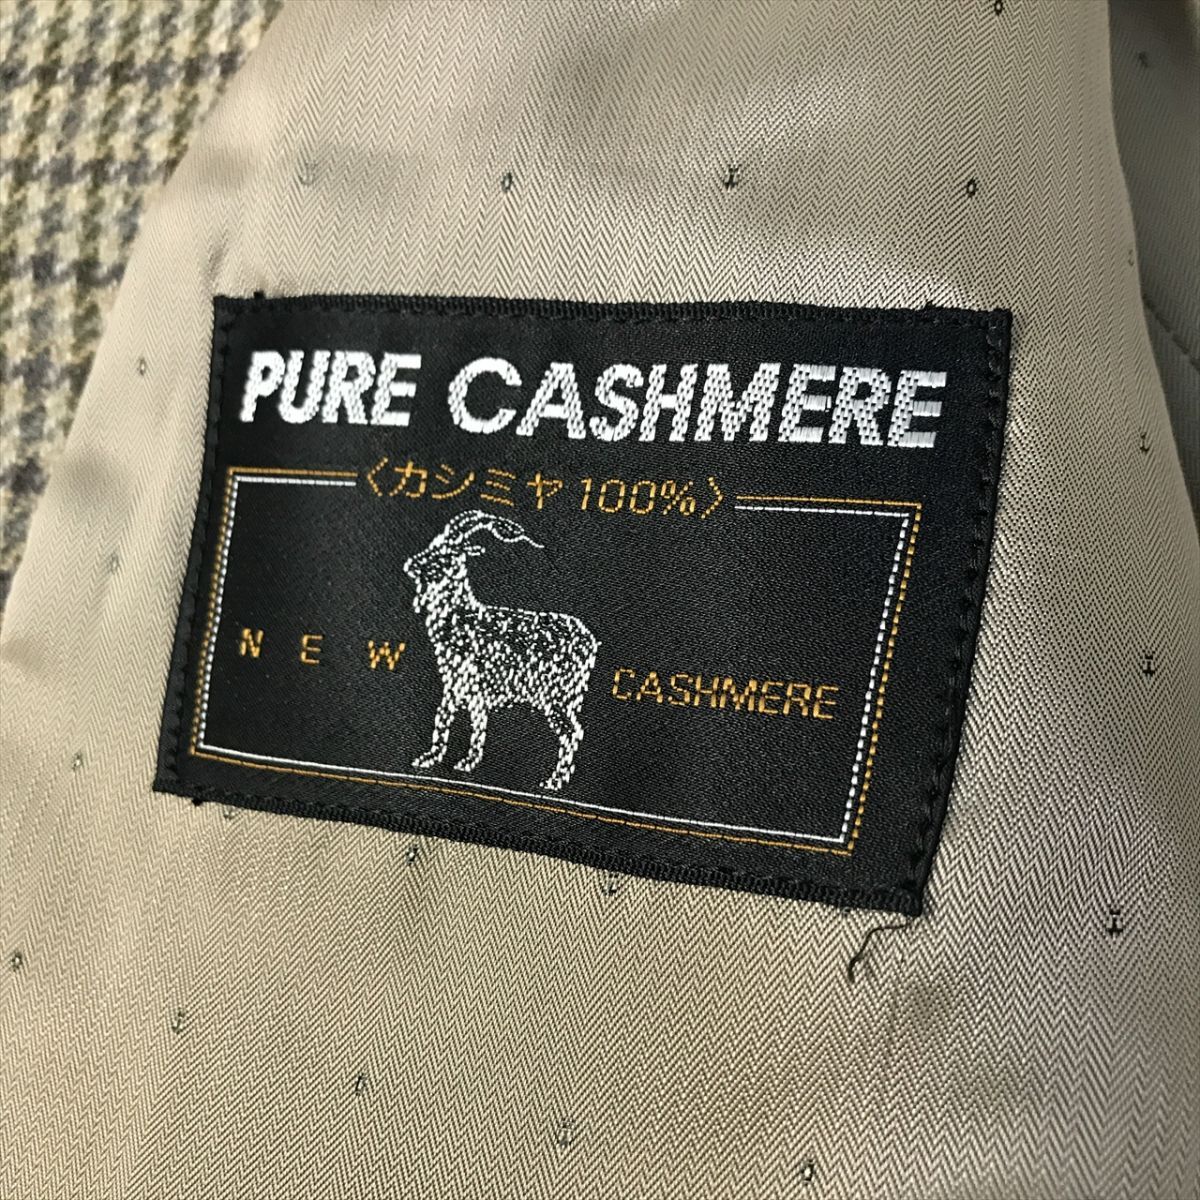 PURE CASHMERE
〈カシミヤ100%〉
NEW CASHMERE